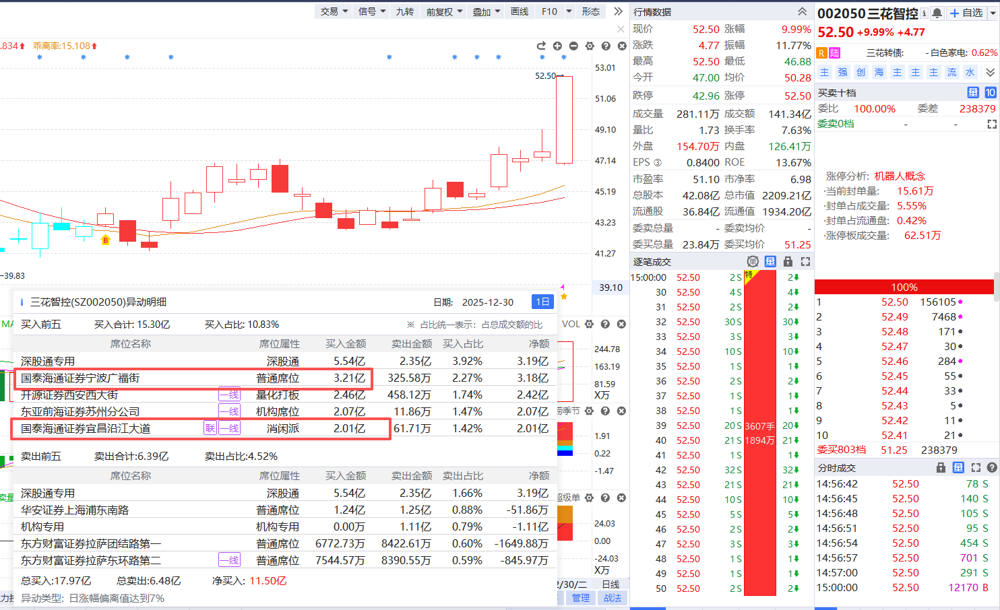 交易 信号 九转 前复权 叠加 画线 F10 形态
.834 乖离率:15.108
52.50
53.01
51.06
49.10
47.14
45.19
43.23
41.27
39.10
39.83
B
三花智控(SZ002050)异动明细 日期: 2025-12-30 1日
买入前五 买入合计: 15.30亿 买入占比: 10.83% ※ 占比统一表示: 占总成交额的比
席位名称 席位属性 买入金额 卖出金额 买入占比 净额
深股通专用 深股通 5.54亿 2.35亿 3.92% 3.19亿
国泰海通证券宁波广福街 普通席位 3.21亿 325.58万 2.27% 3.18亿
开源证券西安西大街 一线 量化打板 2.46亿 458.12万 1.74% 2.42亿
东亚前海证券苏州分公司 一线 机构席位 2.07亿 11.86万 1.47% 2.07亿
国泰海通证券宜昌沿江大道 联 一线 消闲派 2.01亿 61.71万 1.42% 2.01亿
卖出前五 卖出合计:6.39亿 卖出占比:4.52%
席位名称 席位属性 买入金额 卖出金额 卖出占比 净额
深股通专用 深股通 5.54亿 2.35亿 1.66% 3.19亿
华安证券上海浦东南路 普通席位 1.24亿 1.25亿 0.88% -51.86万
机构专用 机构专用 0.00万 1.11亿 0.79% -1.11亿
东方财富证券拉萨团结路第一 普通席位 6772.73万 8422.61万 0.60% -1649.88万
东方财富证券拉萨东环路第二 一线 普通席位 7544.57万 8390.55万 0.59% -845.97万
总买入:17.97亿 总卖出:6.48亿 净买入: 11.50亿
异动类型: 日涨幅偏离值达到7%
MA
VOL
244.78
163.19
81.59
X万
捞季节
1.91
0.22
-1.47
卖量
超级单
24.03
0.00
-24.03
X万
2/30/二 日线
力批
管理 战法
行情数据
现价 52.50 涨幅 9.99%
涨跌 4.77 振幅 11.77%
最高 52.50 最低 46.88
今开 47.00 均价 50.28
跌停 42.96 涨停 52.50
成交量 281.11万 成交额 141.34亿
量比 1.73 换手率 7.63%
外盘 154.70万 内盘 126.41万
EPS ③ 0.8400 ROE 13.67%
市盈率 51.10 市净率 6.98
总股本 42.08亿 总市值 2209.21亿
流通股 36.84亿 流通值 1934.20亿
委卖总量 - 委卖均价 -
委买总量 23.84万 委买均价 51.25
逐笔成交 单 量
15:00:00 52.50 2 S 特 2
30 52.50 4 S 4
31 52.50 2 S 2
32 52.50 30 S 30
33 52.50 3 S 3
34 52.50 10 S 10
35 52.50 1 S 1
36 52.50 2 S 2
37 52.50 1 S 1
38 52.50 1 S 1
39 52.50 20 S 3607手 20
40 52.50 21 S 1894万 21
41 52.50 1 S 1
42 52.50 32 S 32
43 52.50 21 S 21
44 52.50 10 S 10
45 52.50 5 S 5
46 52.50 2 S 2
47 52.50 3 S 3
48 52.50 1 S 1
49 52.50 1 S 1
50 52.50 2 S 2
002050 三花智控 自选
52.50 +9.99% +4.77
R 陆 三花转债: - 白色家电: 0.62%
主 强 创 海 主 主 主 流 水
买卖十档 量 10
委比 100.00% 委差 238379
委卖0档 - -
涨停分析: 机器人概念
·当前封单量: 15.61万
·封单占成交量: 5.55%
·封单占流通盘: 0.42%
·涨停板成交量: 62.51万
100%
1 52.50 156105
2 52.49 7468
3 52.48 171
4 52.47 30
5 52.46 284
6 52.45 55
7 52.44 33
8 52.43 5
9 52.42 11
10 52.41 21
委买803档 51.25 238379
分时成交 量
14:56:42 52.50 78 S
14:56:45 52.50 140 S
14:56:48 52.50 105 S
14:56:51 52.50 95 S
14:56:54 52.50 454 S
14:56:57 52.50 701 S
14:57:00 52.50 291 S
15:00:00 52.50 12170 B